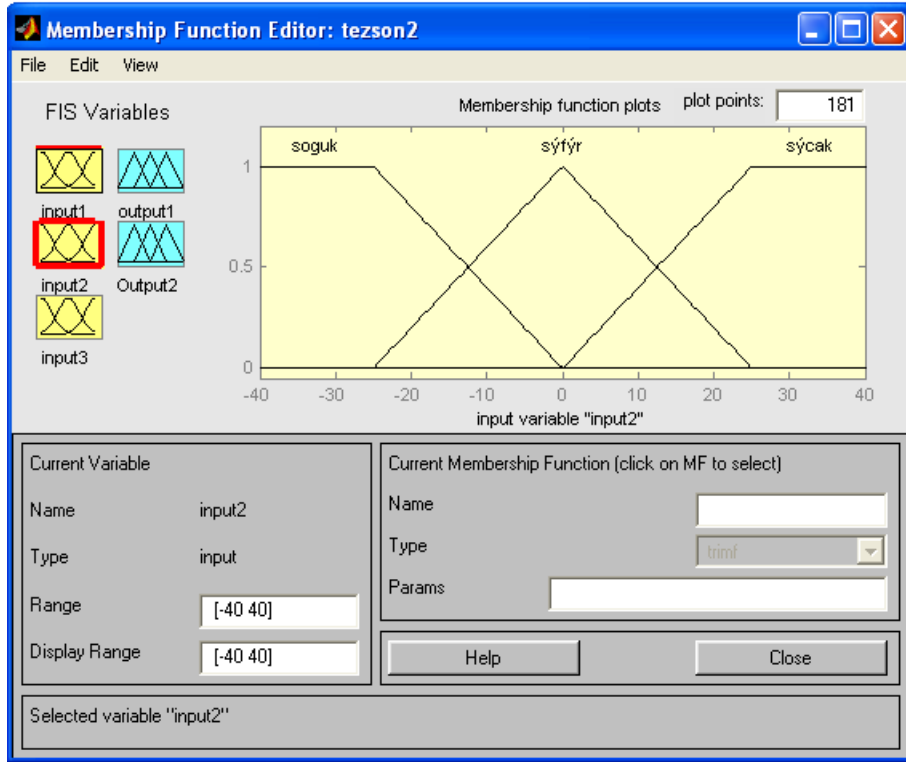 Membership Function Editor: tezson2
File Edit View
FIS Variables
Membership function plots plot points: 181
soguk sýfýr sýcak
1
0.5
0
-40 -30 -20 -10 0 10 20 30 40
input variable "input2"
input1 output1
input2 Output2
input3
Current Variable
Name input2
Type input
Range [-40 40]
Display Range [-40 40]
Current Membership Function (click on MF to select)
Name
Type trimf
Params
Help Close
Selected variable "input2"